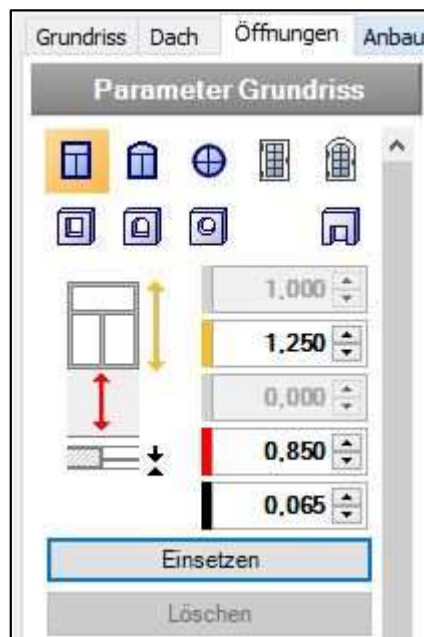 Grundriss Dach Öffnungen Anbau
Parameter Grundriss
1,000
1,250
0,000
0,850
0,065
Einsetzen
Löschen